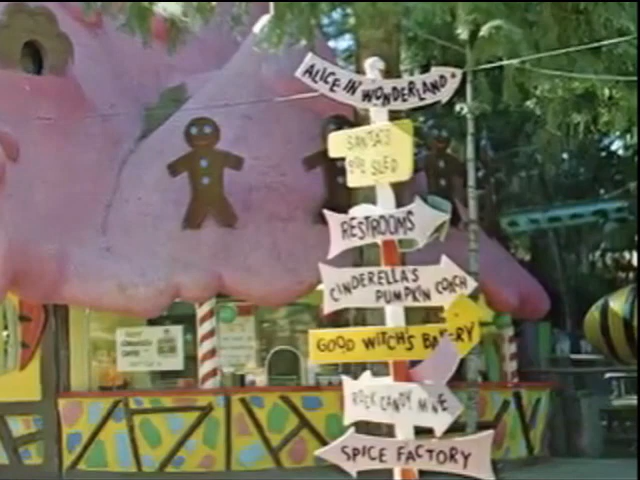 ALICE IN WONDERLAND
SANTA'S
SLED
RESTROOMS
CINDERELLA'S
PUMPKIN COACH
GOOD WITCH'S BAKERY
ROCK CANDY MINE
SPICE FACTORY